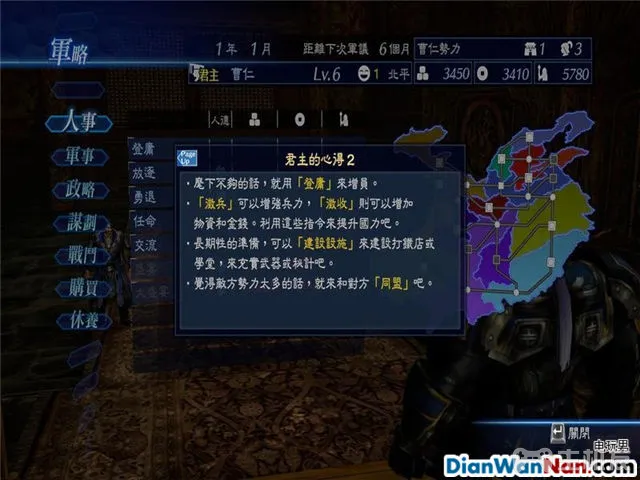 軍略
1年 1月 距離下次軍議 6個月 曹仁勢力 1 3
君主 曹仁 Lv.6 1 北平 3450 3410 5780
人事
軍事
政略
謀劃
戰鬥
購買
休養
人選
登庸
放逐
勇退
任命
交流
Page Up
君主的心得2
・麾下不夠的話，就用「登庸」來增員。
・「徵兵」可以增強兵力，「徵收」則可以增加
物資和金錢。利用這些指令來提升國力吧。
・長期性的準備，可以「建設設施」來建設打鐵店或
學堂，來充實武器或秘計吧。
・覺得敵方勢力太多的話，就來和對方「同盟」吧。
關閉
电玩男
DianWanNan.com